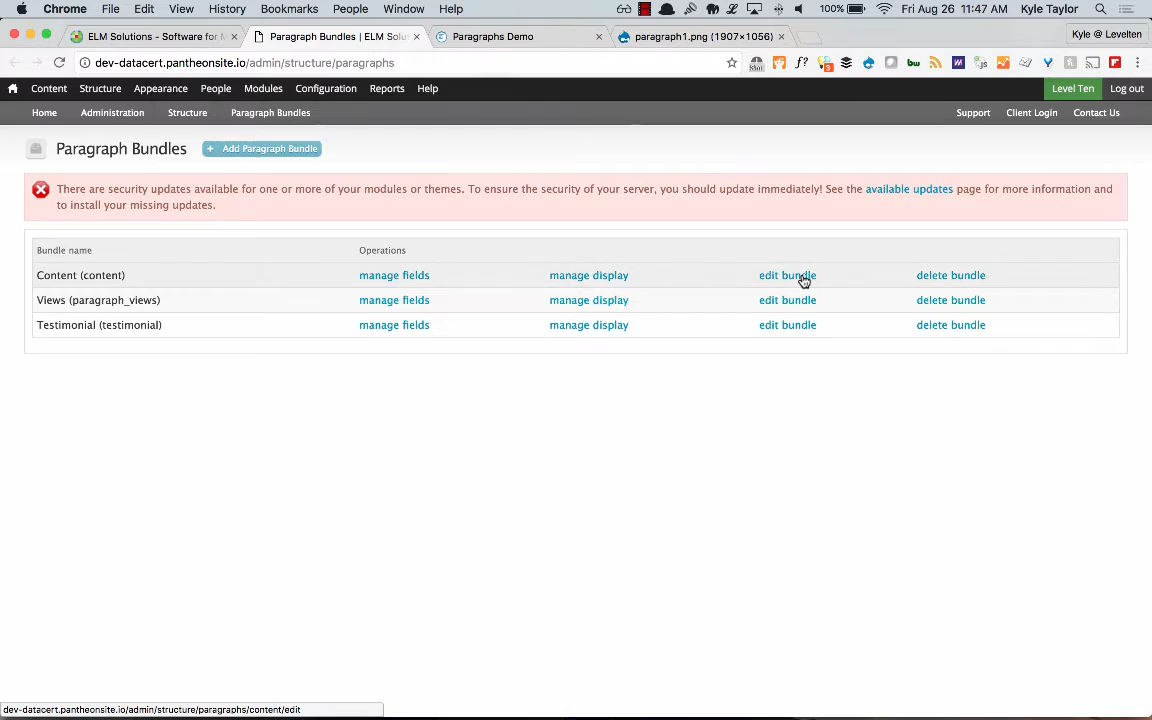 Chrome File Edit View History Bookmarks People Window Help 100% Fri Aug 26 11:47 AM Kyle Taylor
ELM Solutions - Software for M Paragraph Bundles | ELM Solu Paragraphs Demo paragraph1.png (1907×1056) Kyle @ Levelten
dev-datacert.pantheonsite.io/admin/structure/paragraphs
Content Structure Appearance People Modules Configuration Reports Help Level Ten Log out
Home Administration Structure Paragraph Bundles Support Client Login Contact Us
Paragraph Bundles + Add Paragraph Bundle
There are security updates available for one or more of your modules or themes. To ensure the security of your server, you should update immediately! See the available updates page for more information and
to install your missing updates.
Bundle name Operations
Content (content) manage fields manage display edit bundle delete bundle
Views (paragraph_views) manage fields manage display edit bundle delete bundle
Testimonial (testimonial) manage fields manage display edit bundle delete bundle
dev-datacert.pantheonsite.io/admin/structure/paragraphs/content/edit